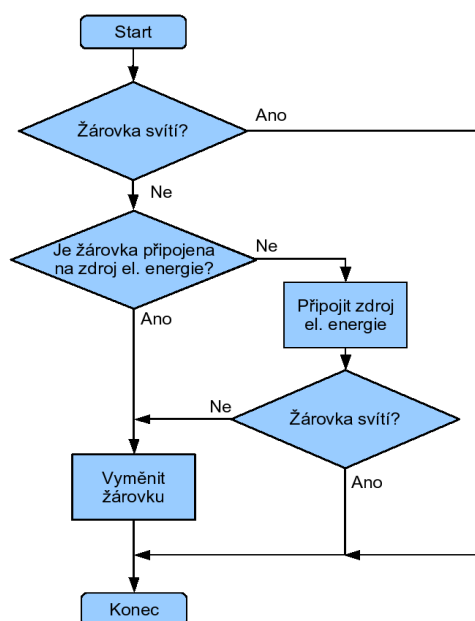 Start
Žárovka svítí?
Ano
Ne
Je žárovka připojena
na zdroj el. energie?
Ne
Ano
Připojit zdroj
el. energie
Žárovka svítí?
Ne
Ano
Vyměnit
žárovku
Konec